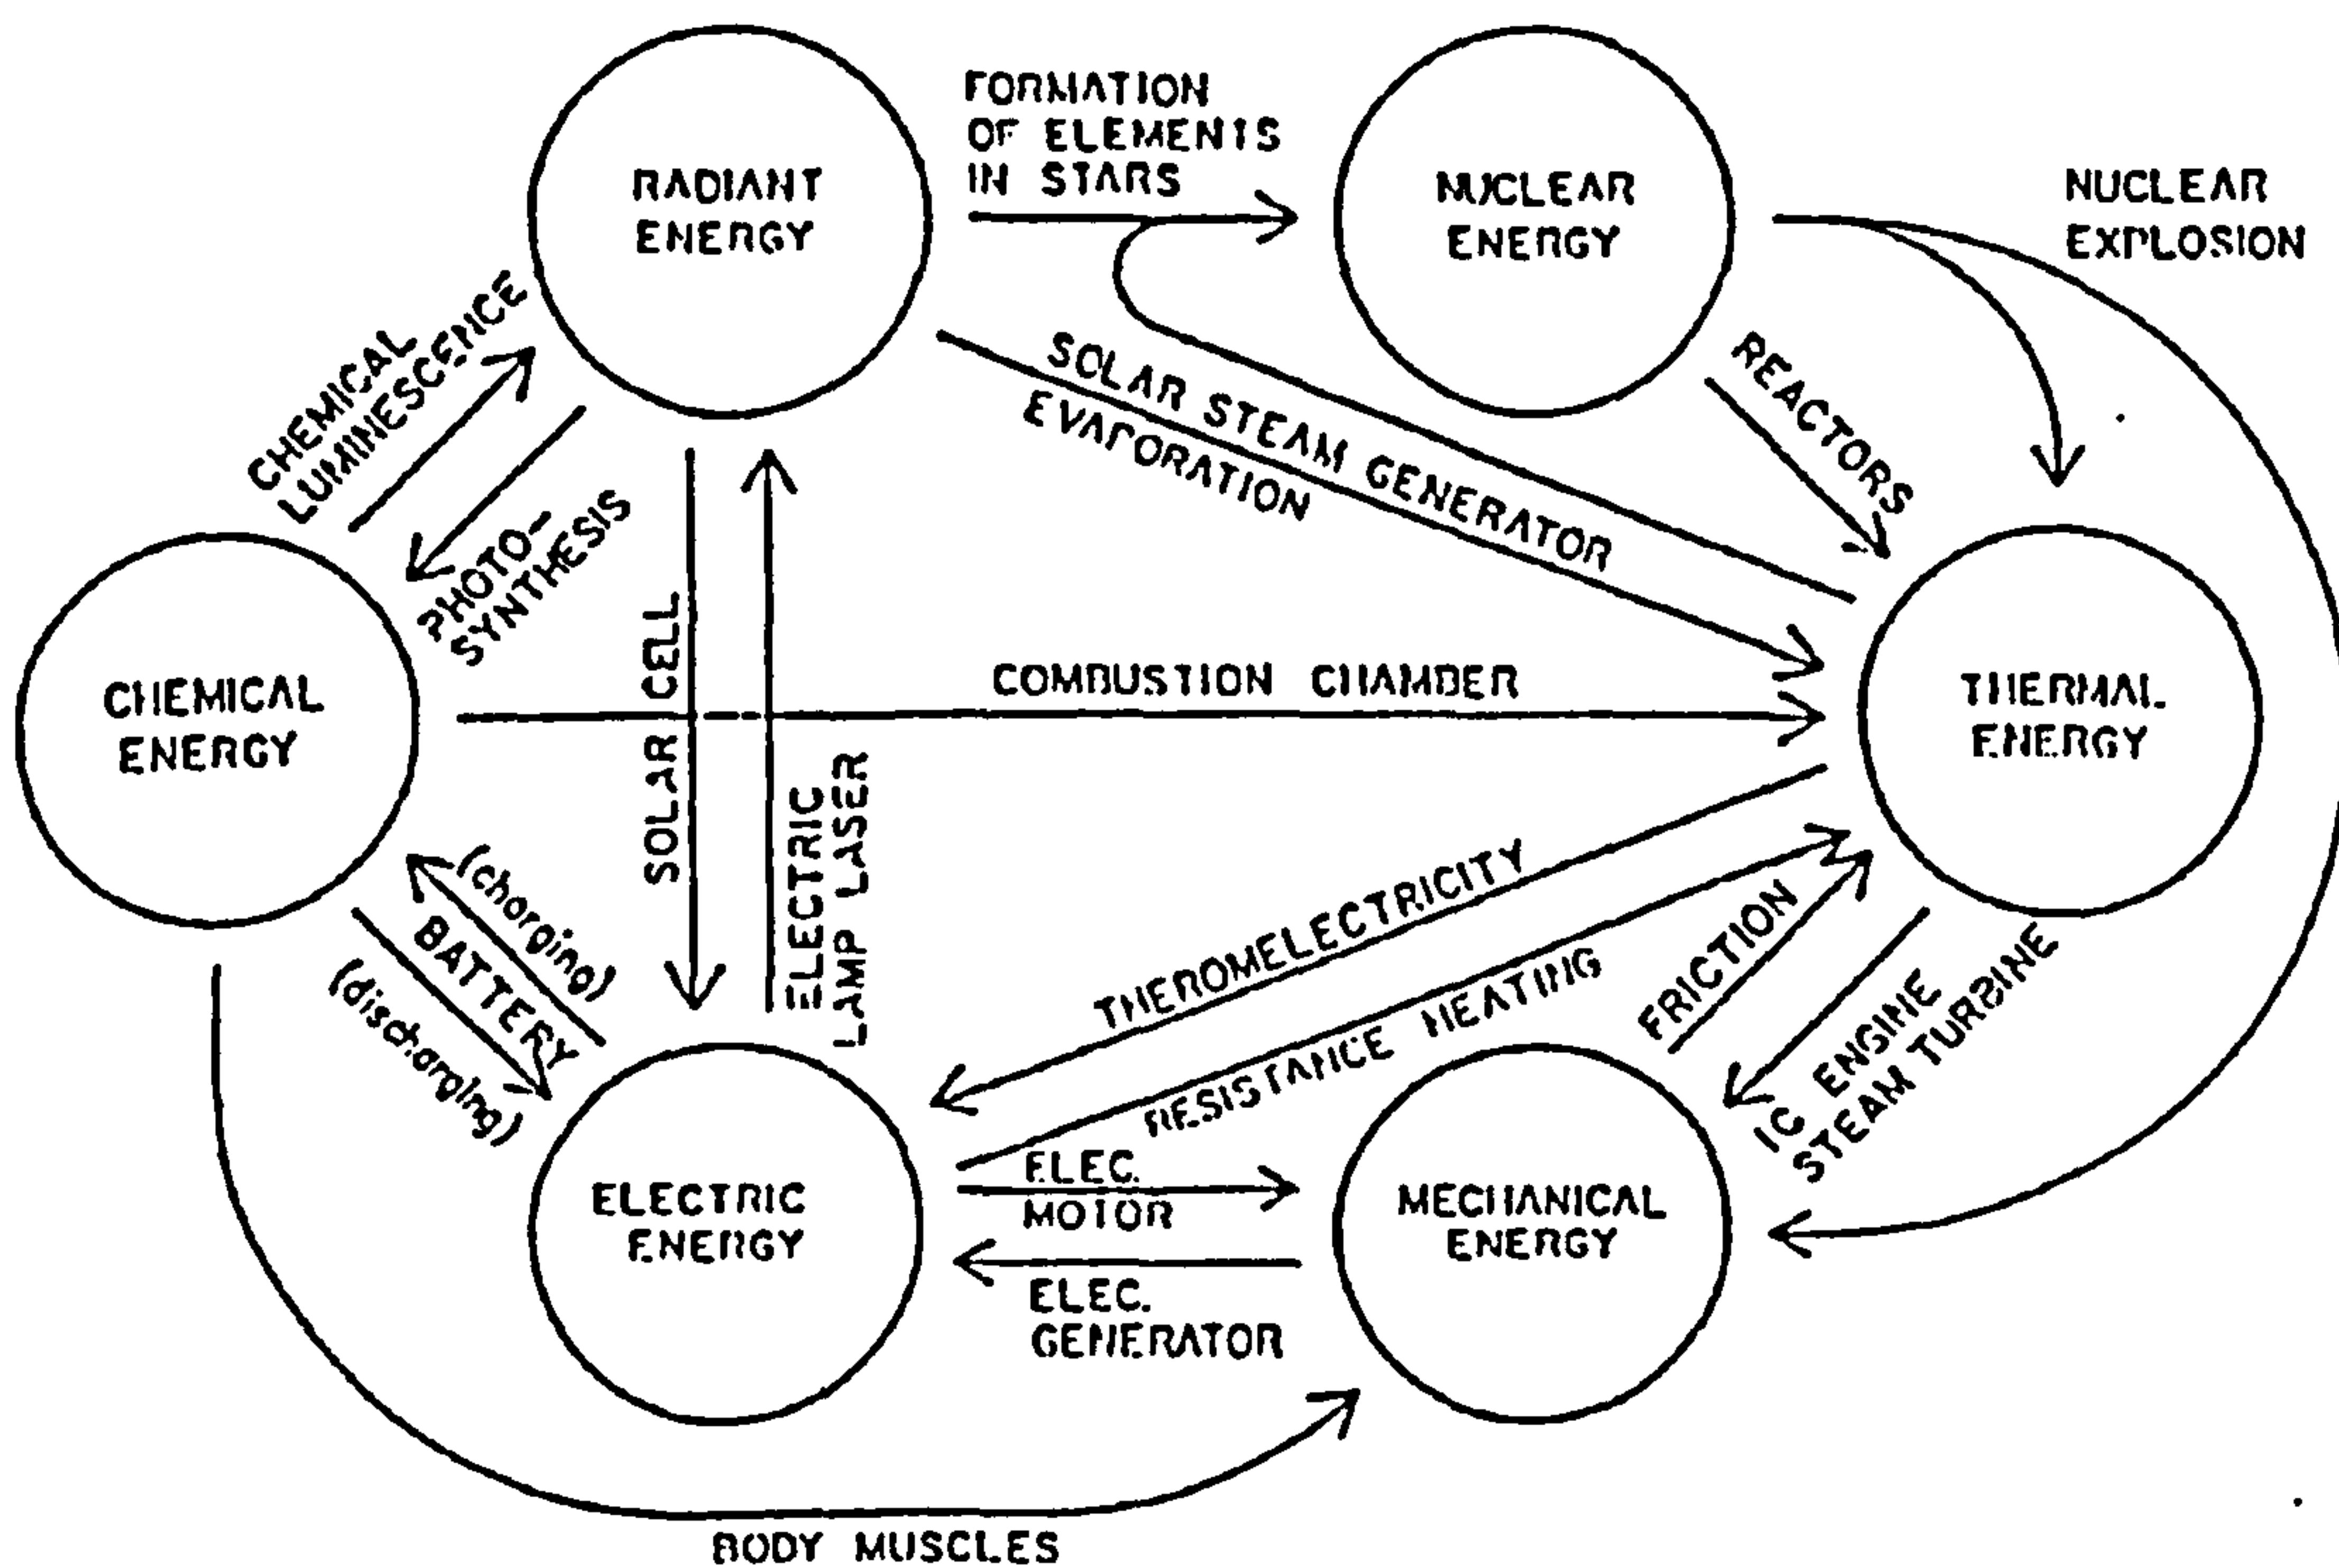 FORMATION
OF ELEMENTS
IN STARS
RADIANT
ENERGY
NUCLEAR
ENERGY
NUCLEAR
EXPLOSION
CHEMICAL
LUMINESCENCE
PHOTO-
SYNTHESIS
SOLAR STEAM GENERATOR
EVAPORATION
REACTORS
CHEMICAL
ENERGY
SOLAR CELL
COMBUSTION CHAMBER
THERMAL
ENERGY
ELECTRIC
LAMP LASER
(charging)
BATTERY
(discharging)
THEROMELECTRICITY
RESISTANCE HEATING
FRICTION
IC ENGINE
STEAM TURBINE
ELECTRIC
ENERGY
ELEC.
MOTOR
ELEC.
GENERATOR
MECHANICAL
ENERGY
BODY MUSCLES